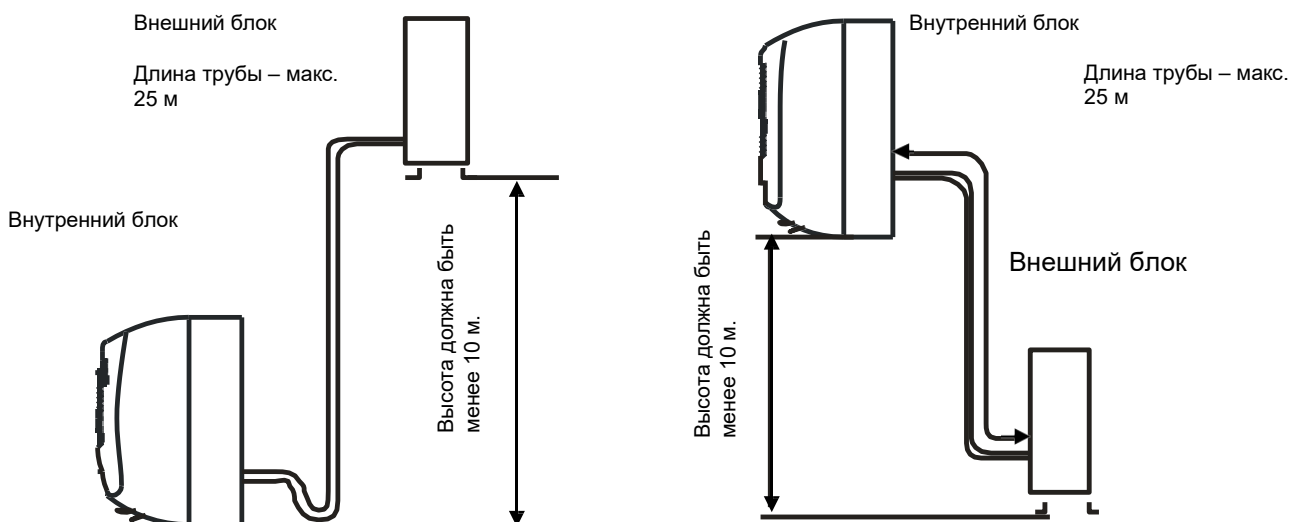 Внешний блок
Длина трубы – макс.
25 м
Внутренний блок
Высота должна быть
менее 10 м.
Внутренний блок
Длина трубы – макс.
25 м
Внешний блок
Высота должна быть
менее 10 м.